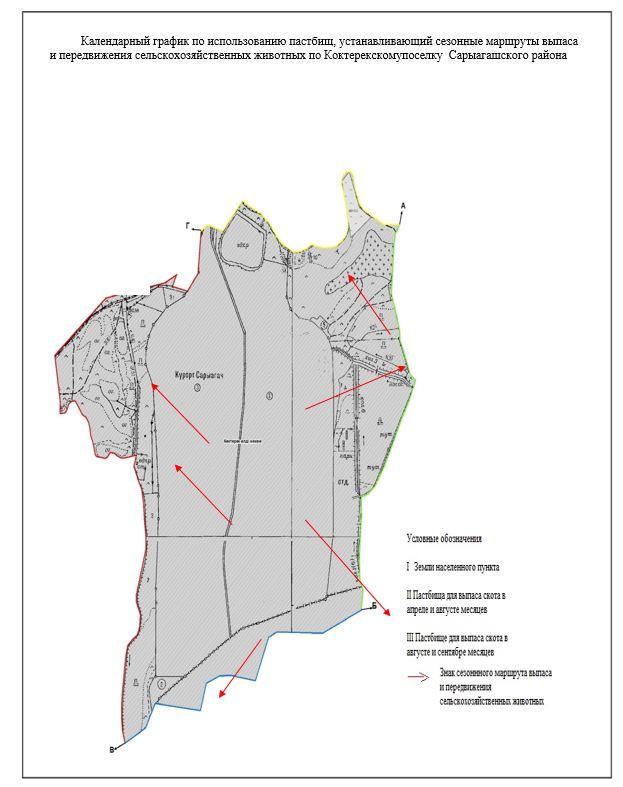 Календарный график по использованию пастбищ, устанавливающий сезонные маршруты выпаса
и передвижения сельскохозяйственных животных по Коктерекскомупоселку Сарыагашского района
А
Г
Курорт Сарыагач
СТД.
Условные обозначения
I Земли населенного пункта
II Пастбища для выпаса скота в
апреле и августе месяцев
Б
III Пастбище для выпаса скота в
августе и сентябре месяцев
Знак сезоннного маршрута выпаса
и передвижения
сельскохозяйственных животных
В